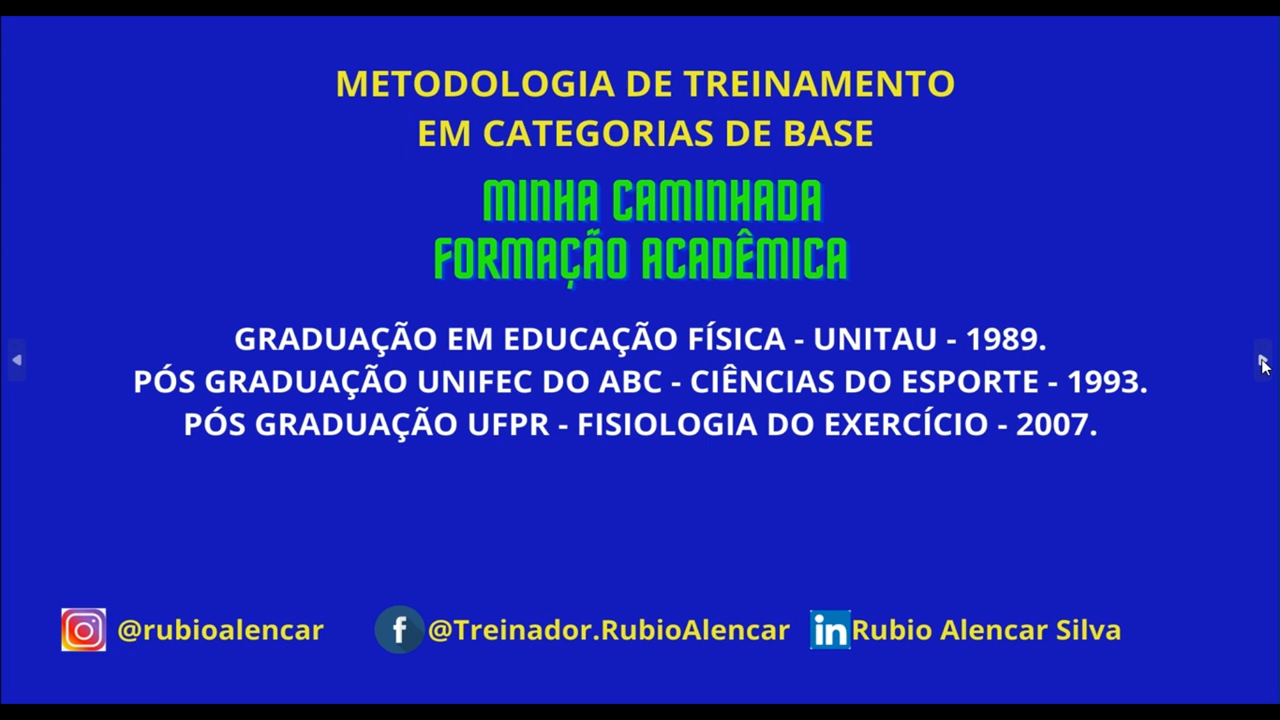 METODOLOGIA DE TREINAMENTO
EM CATEGORIAS DE BASE
MINHA CAMINHADA
FORMAÇÃO ACADÊMICA
GRADUAÇÃO EM EDUCAÇÃO FÍSICA - UNITAU - 1989.
PÓS GRADUAÇÃO UNIFEC DO ABC - CIÊNCIAS DO ESPORTE - 1993.
PÓS GRADUAÇÃO UFPR - FISIOLOGIA DO EXERCÍCIO - 2007.
@rubioalencar f @Treinador.RubioAlencar in Rubio Alencar Silva